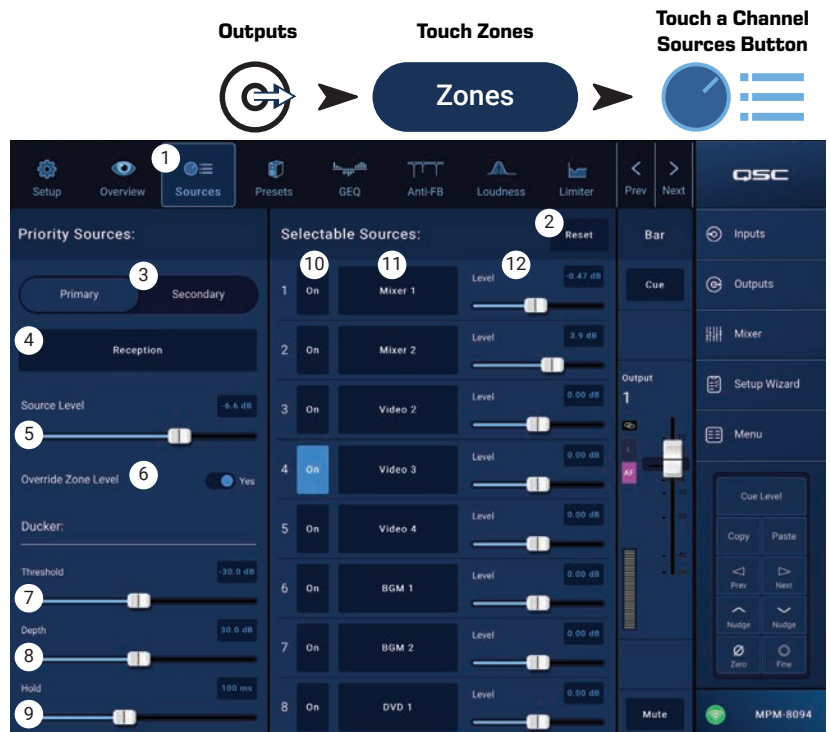 Outputs
Touch Zones
Touch a Channel
Sources Button
Zones
1
Setup
Overview
Sources
Presets
GEQ
Anti-FB
Loudness
Limiter
Prev
Next
QSC
Priority Sources:
3
Primary
Secondary
4
Reception
Source Level
-6.6 dB
5
Override Zone Level
6
Yes
Ducker:
Threshold
-30.0 dB
7
Depth
30.0 dB
8
Hold
100 ms
9
Selectable Sources:
2
Reset
10
11
12
1 On Mixer 1 Level -0.47 dB
2 On Mixer 2 Level 3.9 dB
3 On Video 2 Level 0.00 dB
4 On Video 3 Level 0.00 dB
5 On Video 4 Level 0.00 dB
6 On BGM 1 Level 0.00 dB
7 On BGM 2 Level 0.00 dB
8 On DVD 1 Level 0.00 dB
Bar
Cue
Output
1
L
AF
Mute
Inputs
Outputs
Mixer
Setup Wizard
Menu
Cue Level
Copy
Paste
Prev
Next
Nudge
Nudge
Zero
Fine
MPM-8094